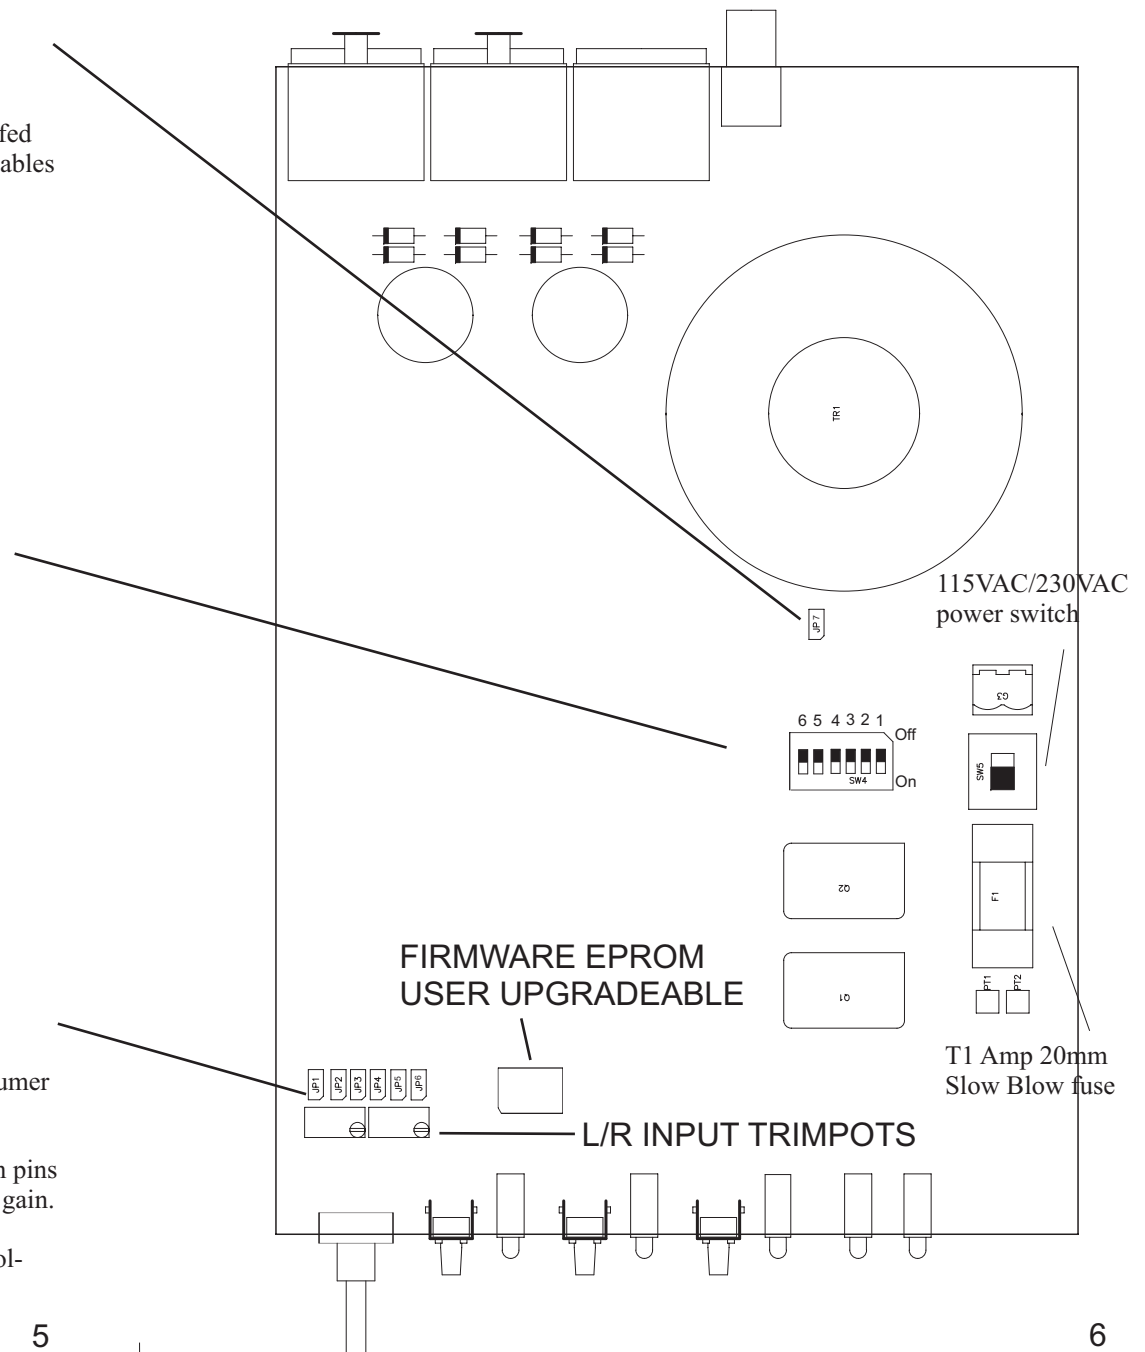 fed
ables
TR1
115VAC/230VAC
power switch
JP7
G3
6 5 4 3 2 1
Off
SW4
On
SW5
Q2
F1
FIRMWARE EPROM
USER UPGRADEABLE
Q1
PT1
PT2
T1 Amp 20mm
Slow Blow fuse
JP1
JP2
JP3
JP4
JP5
JP6
umer
L/R INPUT TRIMPOTS
n pins
gain.
ol-
5
6